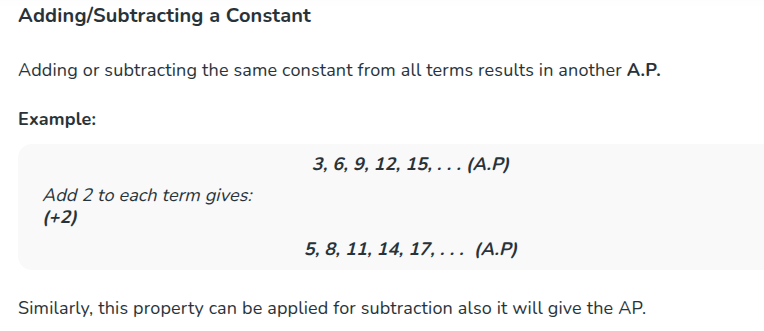 Adding/Subtracting a Constant
Adding or subtracting the same constant from all terms results in another A.P.
Example:
3, 6, 9, 12, 15, . . . (A.P)
Add 2 to each term gives:
(+2)
5, 8, 11, 14, 17, . . . (A.P)
Similarly, this property can be applied for subtraction also it will give the AP.